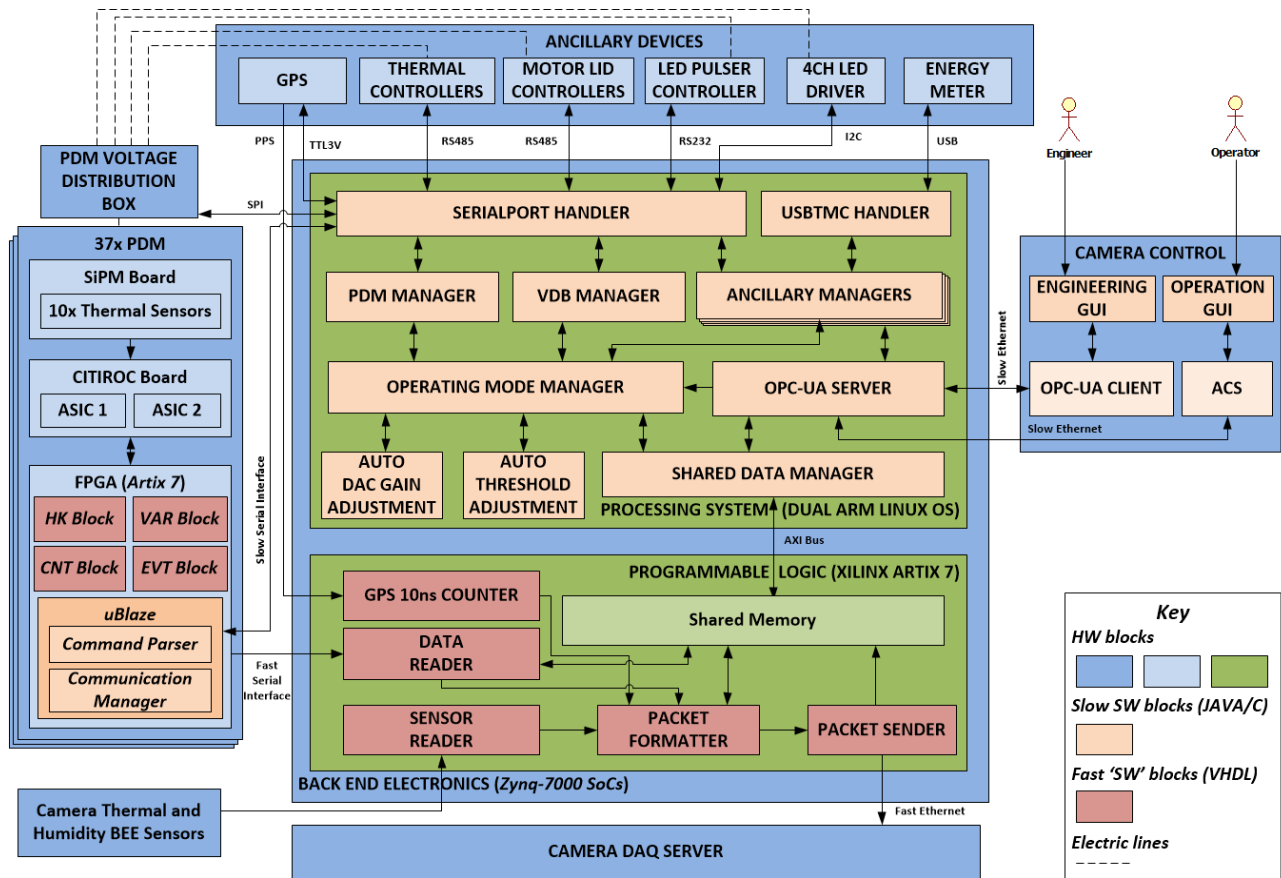 ANCILLARY DEVICES
GPS
THERMAL
CONTROLLERS
MOTOR LID
CONTROLLERS
LED PULSER
CONTROLLER
4CH LED
DRIVER
ENERGY
METER
PPS
TTL3V
RS485
RS485
RS232
I2C
USB
Engineer
Operator
PDM VOLTAGE
DISTRIBUTION
BOX
SPI
SERIALPORT HANDLER
USBTMC HANDLER
37x PDM
SiPM Board
10x Thermal Sensors
CITIROC Board
ASIC 1
ASIC 2
FPGA (Artix 7)
HK Block
VAR Block
CNT Block
EVT Block
uBlaze
Command Parser
Communication
Manager
Slow Serial Interface
Fast
Serial
Interface
PDM MANAGER
VDB MANAGER
ANCILLARY MANAGERS
OPERATING MODE MANAGER
OPC-UA SERVER
AUTO
DAC GAIN
ADJUSTMENT
AUTO
THRESHOLD
ADJUSTMENT
SHARED DATA MANAGER
PROCESSING SYSTEM (DUAL ARM LINUX OS)
AXI Bus
Slow Ethernet
Slow Ethernet
CAMERA CONTROL
ENGINEERING
GUI
OPERATION
GUI
OPC-UA CLIENT
ACS
PROGRAMMABLE LOGIC (XILINX ARTIX 7)
GPS 10ns COUNTER
Shared Memory
DATA
READER
SENSOR
READER
PACKET
FORMATTER
PACKET SENDER
BACK END ELECTRONICS (Zynq-7000 SoCs)
Camera Thermal and
Humidity BEE Sensors
Fast Ethernet
CAMERA DAQ SERVER
Key
HW blocks
Slow SW blocks (JAVA/C)
Fast ‘SW’ blocks (VHDL)
Electric lines